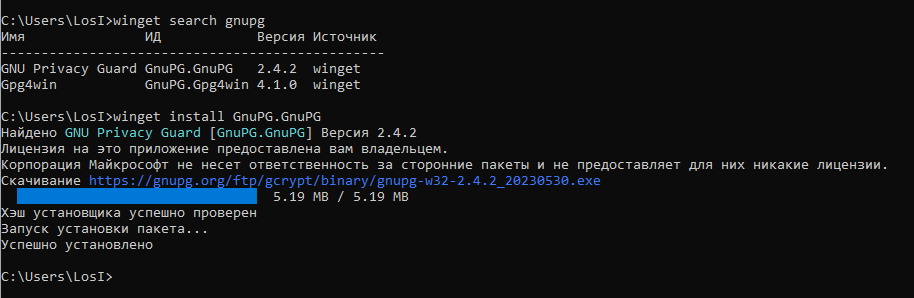 C:\Users\LosI>winget search gnupg
Имя ИД Версия Источник
-----------------------------------------------
GNU Privacy Guard GnuPG.GnuPG 2.4.2 winget
Gpg4win GnuPG.Gpg4win 4.1.0 winget
C:\Users\LosI>winget install GnuPG.GnuPG
Найдено GNU Privacy Guard [GnuPG.GnuPG] Версия 2.4.2
Лицензия на это приложение предоставлена вам владельцем.
Корпорация Майкрософт не несет ответственность за сторонние пакеты и не предоставляет для них никакие лицензии.
Скачивание https://gnupg.org/ftp/gcrypt/binary/gnupg-w32-2.4.2_20230530.exe
5.19 MB / 5.19 MB
Хэш установщика успешно проверен
Запуск установки пакета...
Успешно установлено
C:\Users\LosI>